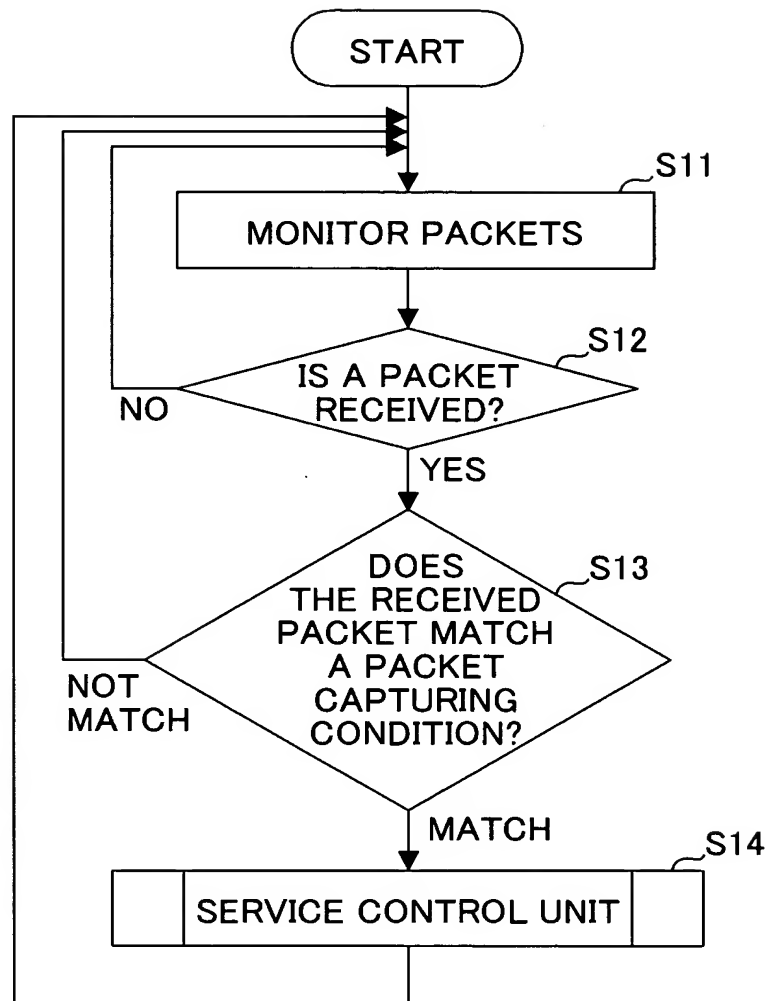 START
S11
MONITOR PACKETS
S12
IS A PACKET
RECEIVED?
NO
YES
S13
DOES
THE RECEIVED
PACKET MATCH
A PACKET
CAPTURING
CONDITION?
NOT
MATCH
MATCH
S14
SERVICE CONTROL UNIT